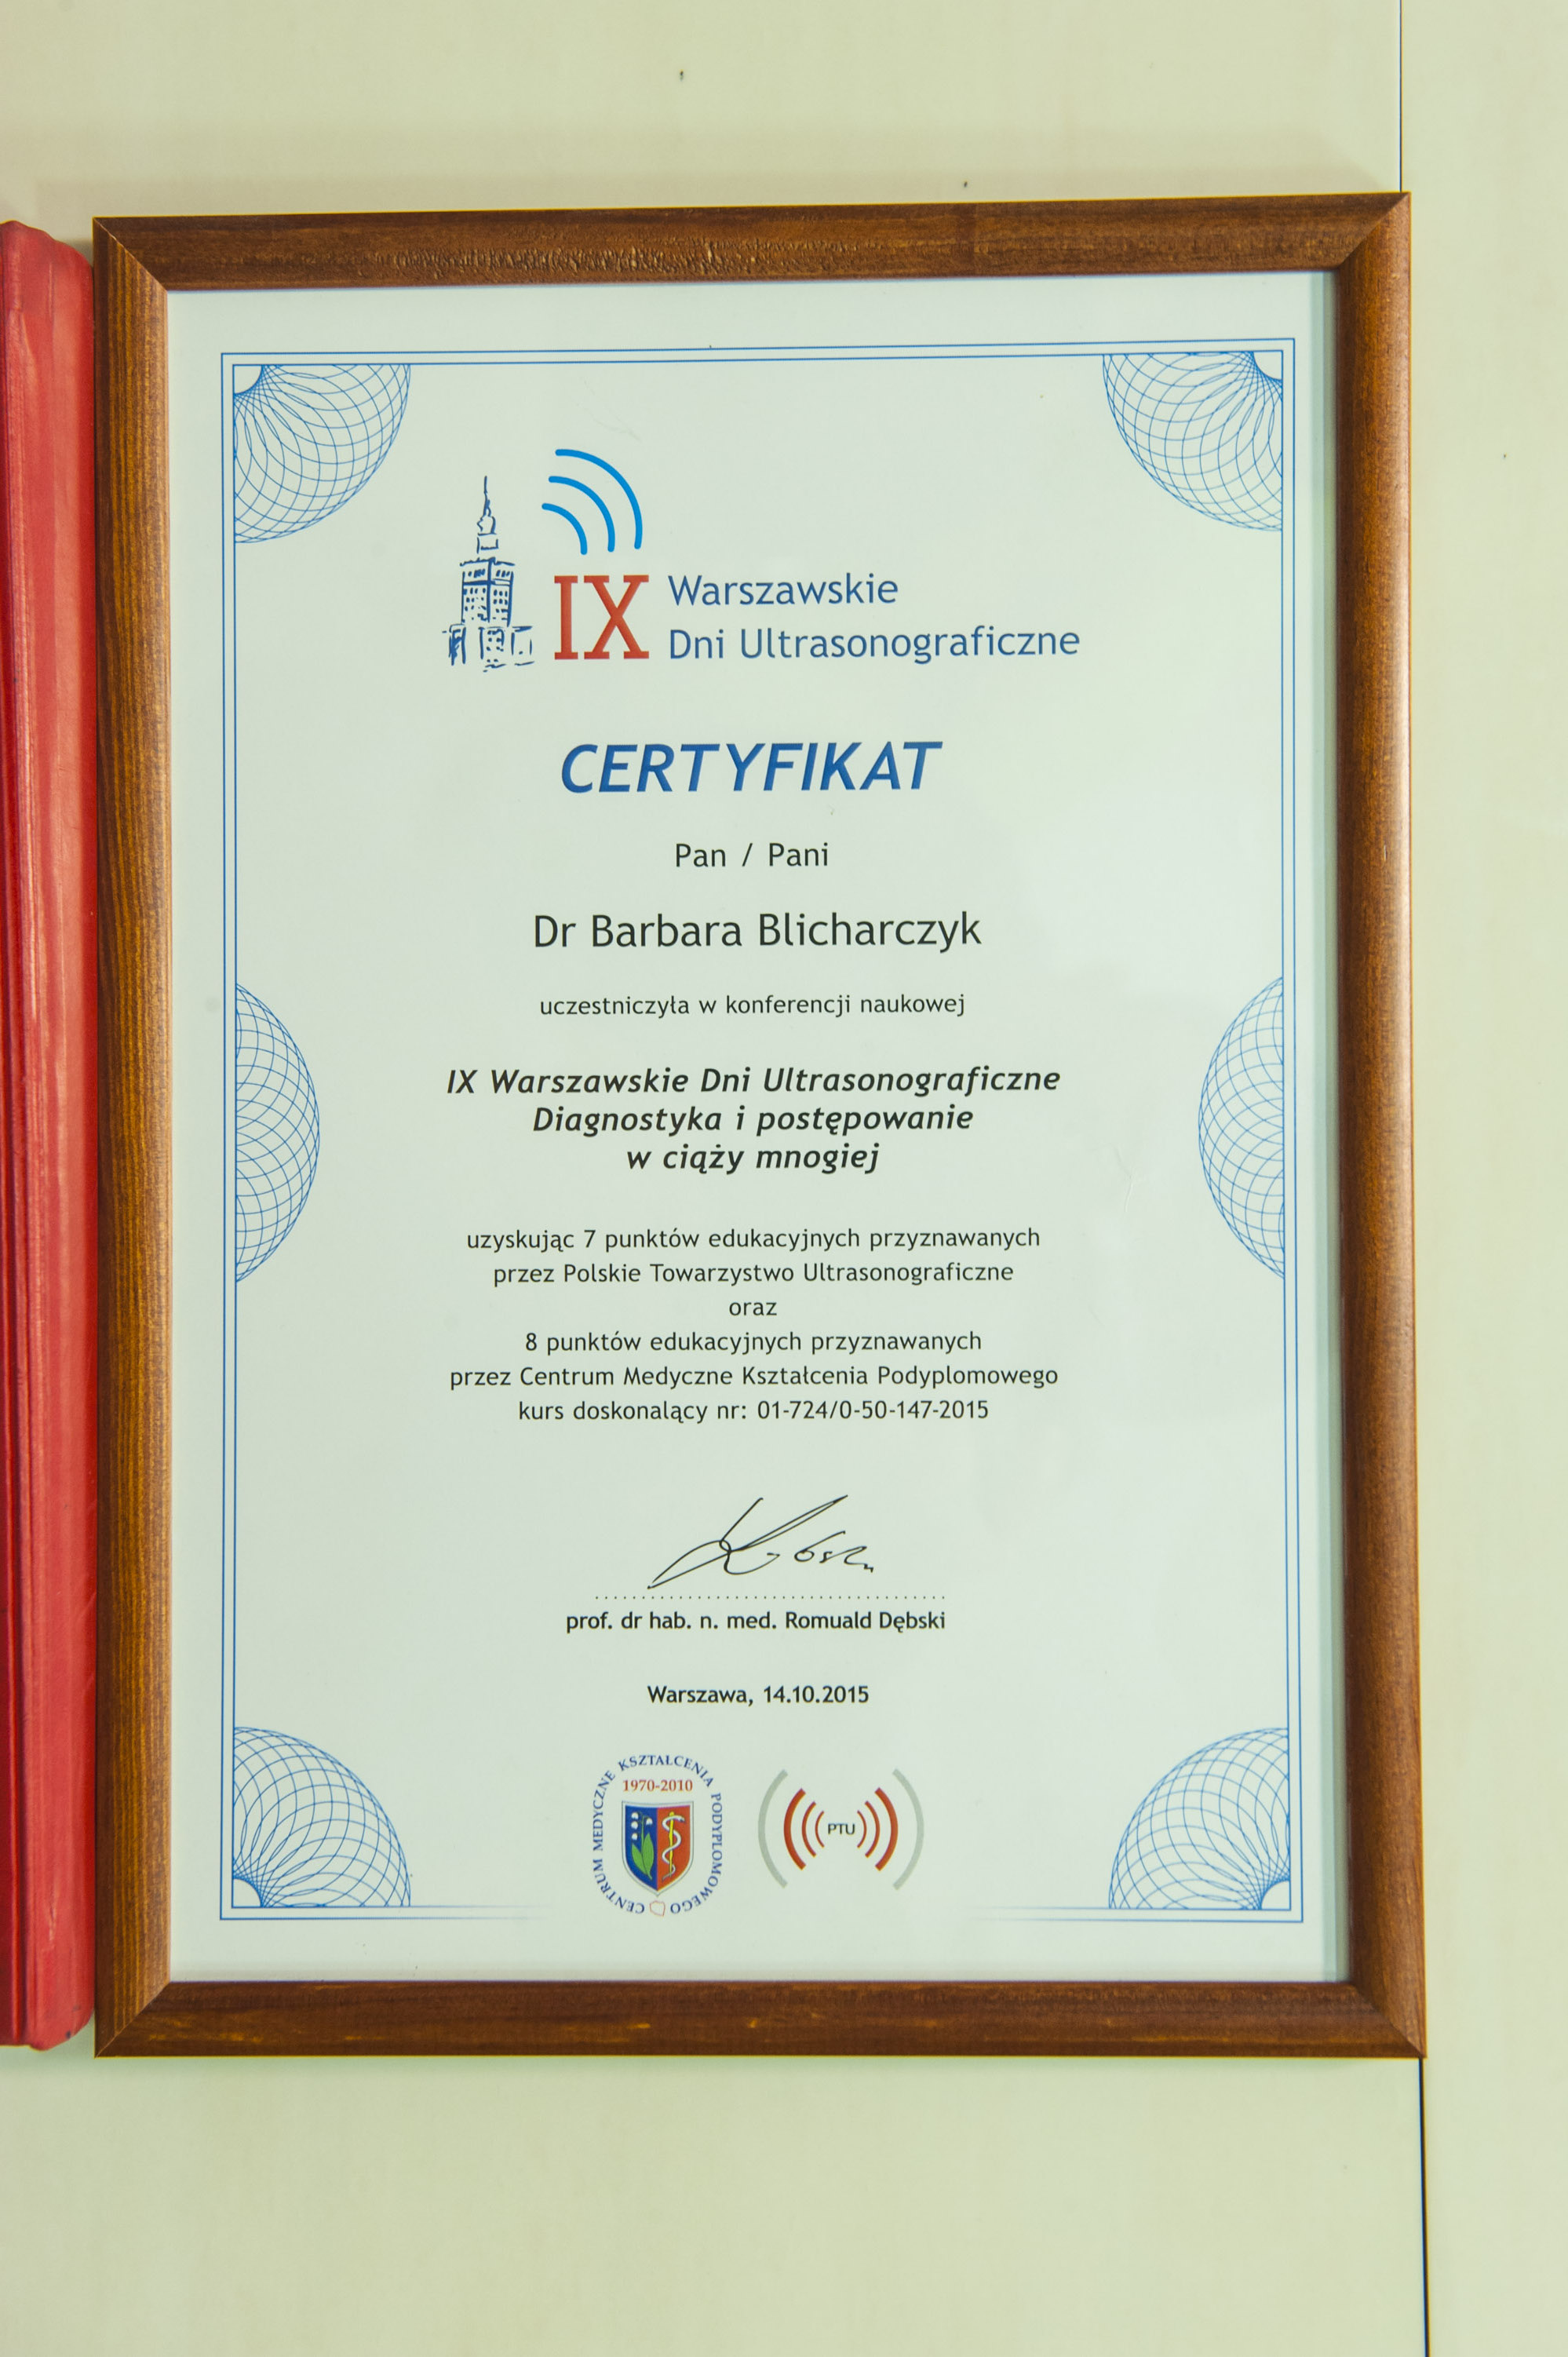 IX Warszawskie
Dni Ultrasonograficzne
CERTYFIKAT
Pan / Pani
Dr Barbara Blicharczyk
uczestniczyła w konferencji naukowej
IX Warszawskie Dni Ultrasonograficzne
Diagnostyka i postępowanie
w ciąży mnogiej
uzyskując 7 punktów edukacyjnych przyznawanych
przez Polskie Towarzystwo Ultrasonograficzne
oraz
8 punktów edukacyjnych przyznawanych
przez Centrum Medyczne Kształcenia Podyplomowego
kurs doskonalący nr: 01-724/0-50-147-2015
prof. dr hab. n. med. Romuald Dębski
Warszawa, 14.10.2015
CENTRUM MEDYCZNE KSZTAŁCENIA PODYPLOMOWEGO
1970-2010
PTU